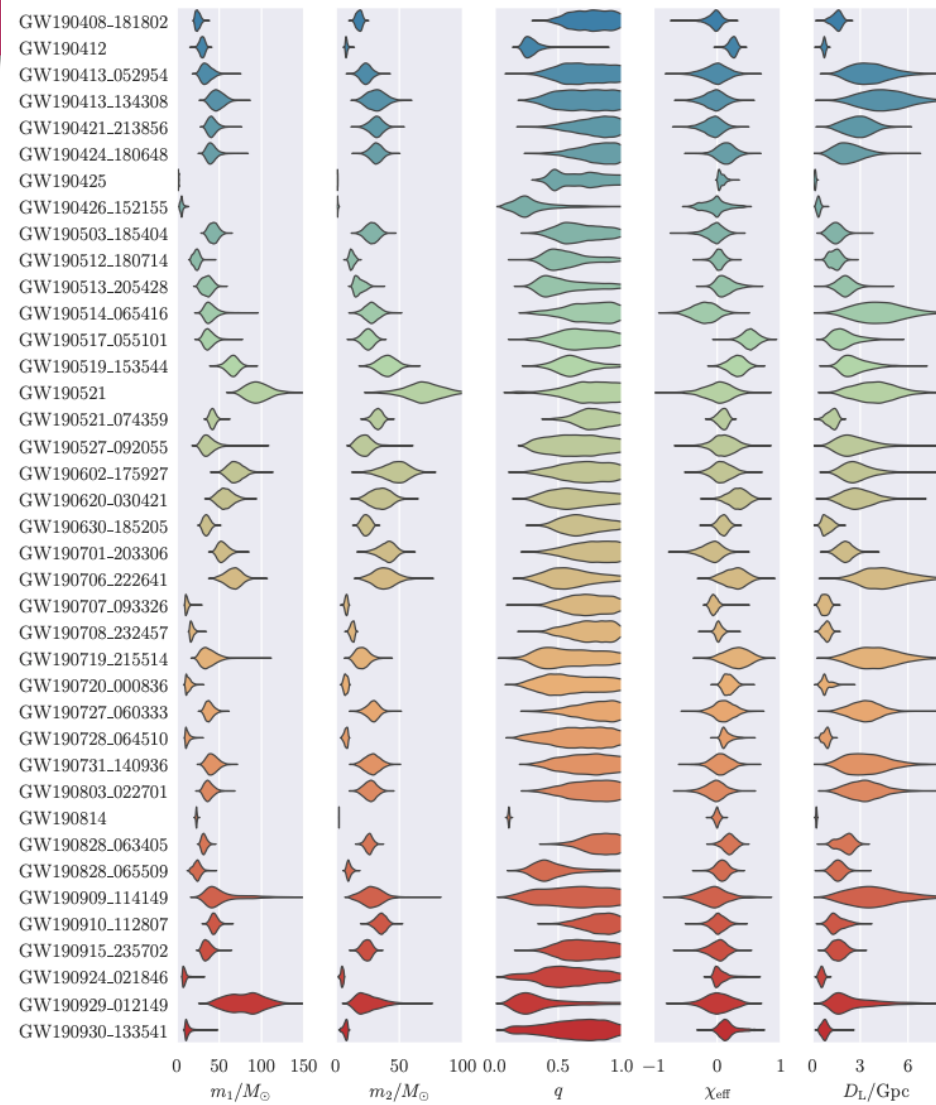 GW190408_181802
GW190412
GW190413_052954
GW190413_134308
GW190421_213856
GW190424_180648
GW190425
GW190426_152155
GW190503_185404
GW190512_180714
GW190513_205428
GW190514_065416
GW190517_055101
GW190519_153544
GW190521
GW190521_074359
GW190527_092055
GW190602_175927
GW190620_030421
GW190630_185205
GW190701_203306
GW190706_222641
GW190707_093326
GW190708_232457
GW190719_215514
GW190720_000836
GW190727_060333
GW190728_064510
GW190731_140936
GW190803_022701
GW190814
GW190828_063405
GW190828_065509
GW190909_114149
GW190910_112807
GW190915_235702
GW190924_021846
GW190929_012149
GW190930_133541
0 50 100 150 0 50 100 0.0 0.5 1.0 −1 0 1 0 3 6
m₁/M⊙ m₂/M⊙ q χeff DL/Gpc